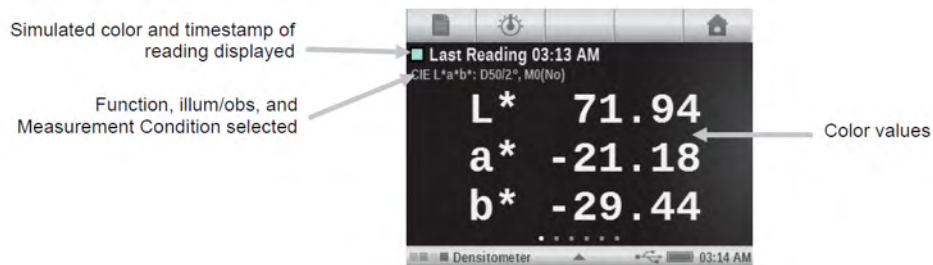 Simulated color and timestamp of
reading displayed
Last Reading 03:13 AM
CIE L*a*b*: D50/2°, M0(No)
Function, illum/obs, and
Measurement Condition selected
L* 71.94
a* -21.18
b* -29.44
Color values
Densitometer
03:14 AM